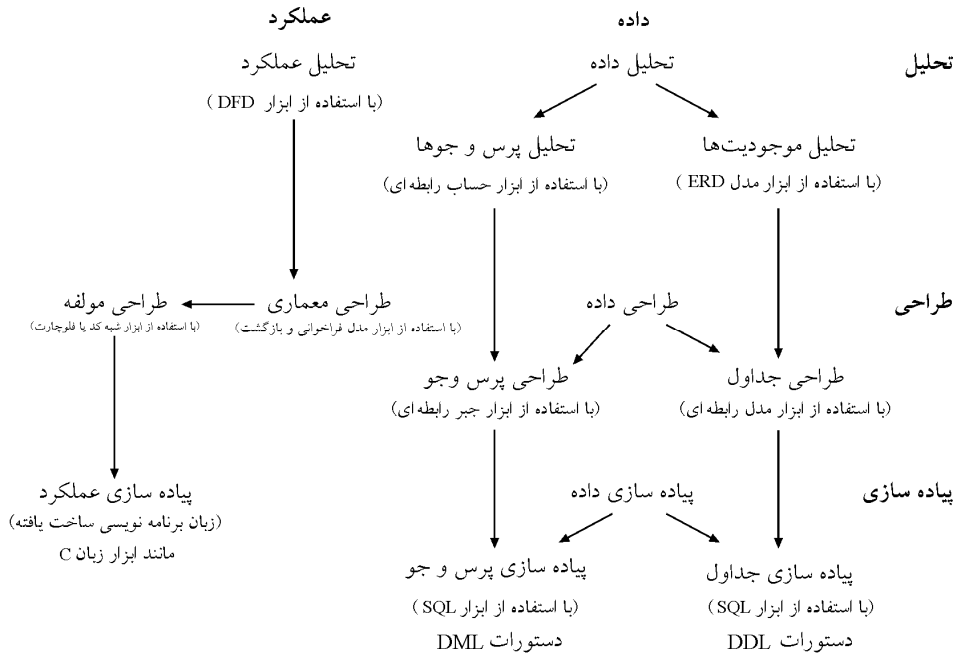 داده
عملکرد
تحلیل
تحلیل داده
تحلیل عملکرد
(با استفاده از ابزار DFD)
تحلیل موجودیت‌ها
(با استفاده از ابزار مدل ERD)
تحلیل پرس و جوها
(با استفاده از ابزار حساب رابطه‌ای)
طراحی
طراحی داده
طراحی معماری
(با استفاده از ابزار مدل فراخوانی و بازگشت)
طراحی مولفه
(با استفاده از ابزار شبه کد یا فلوچارت)
طراحی جداول
(با استفاده از ابزار مدل رابطه‌ای)
طراحی پرس وجو
(با استفاده از ابزار جبر رابطه‌ای)
پیاده سازی
پیاده سازی داده
پیاده سازی عملکرد
(زبان برنامه نویسی ساخت یافته)
مانند ابزار زبان C
پیاده سازی جداول
(با استفاده از ابزار SQL)
دستورات DDL
پیاده سازی پرس و جو
(با استفاده از ابزار SQL)
دستورات DML